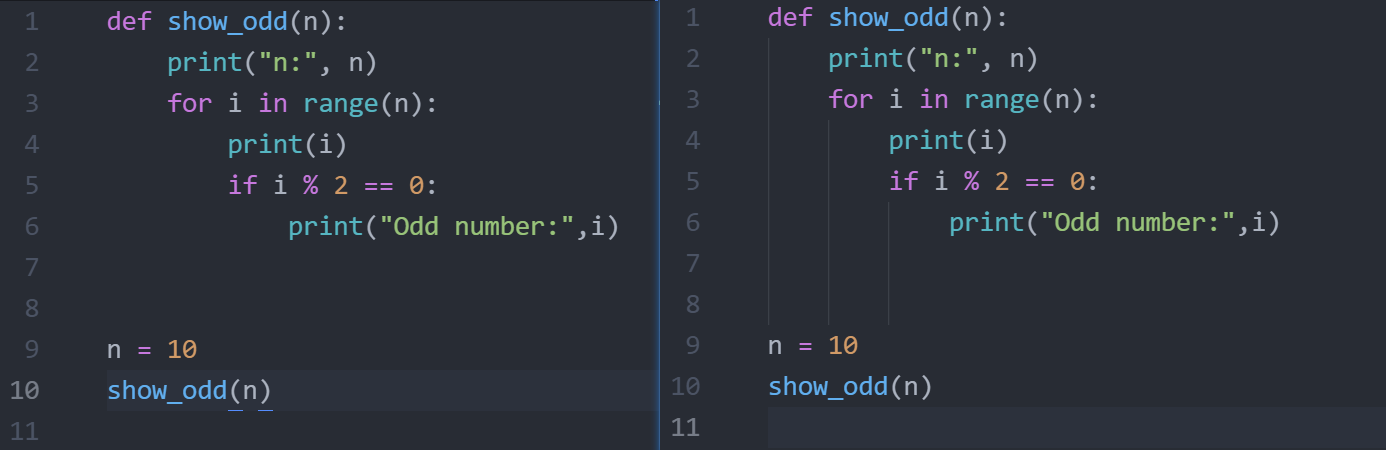 1 def show_odd(n):
2     print("n:", n)
3     for i in range(n):
4         print(i)
5         if i % 2 == 0:
6             print("Odd number:",i)
7
8
9 n = 10
10 show_odd(n)
11
1 def show_odd(n):
2     print("n:", n)
3     for i in range(n):
4         print(i)
5         if i % 2 == 0:
6             print("Odd number:",i)
7
8
9 n = 10
10 show_odd(n)
11